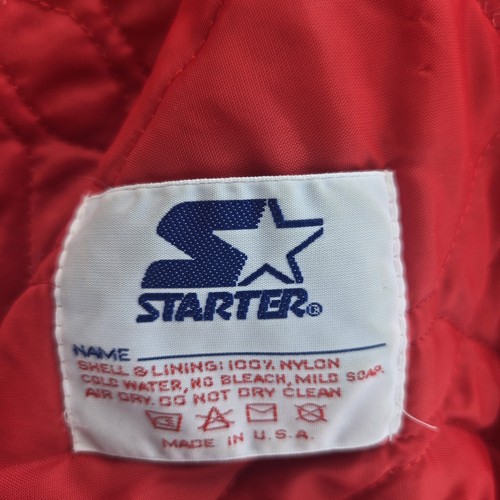 STARTER®
NAME
SHELL & LINING: 100% NYLON
COLD WATER, NO BLEACH, MILD SOAP.
AIR DRY. DO NOT DRY CLEAN
MADE IN U.S.A.